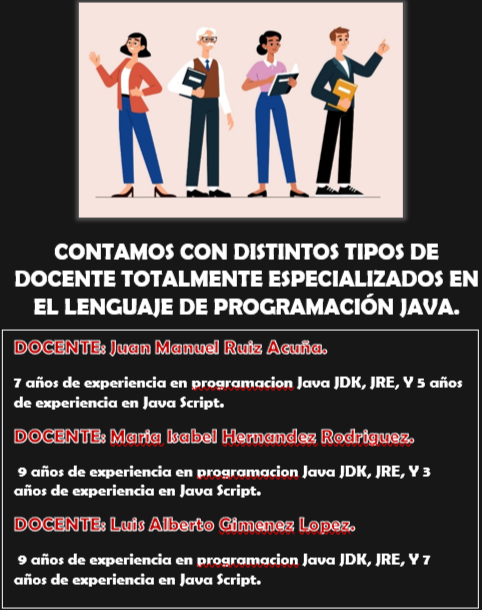 CONTAMOS CON DISTINTOS TIPOS DE
DOCENTE TOTALMENTE ESPECIALIZADOS EN
EL LENGUAJE DE PROGRAMACIÓN JAVA.
DOCENTE: Juan Manuel Ruiz Acuña.
7 años de experiencia en programacion Java JDK, JRE, Y 5 años
de experiencia en Java Script.
DOCENTE: Maria Isabel Hernandez Rodriguez.
9 años de experiencia en programacion Java JDK, JRE, Y 3
años de experiencia en Java Script.
DOCENTE: Luis Alberto Gimenez Lopez.
9 años de experiencia en programacion Java JDK, JRE, Y 7
años de experiencia en Java Script.